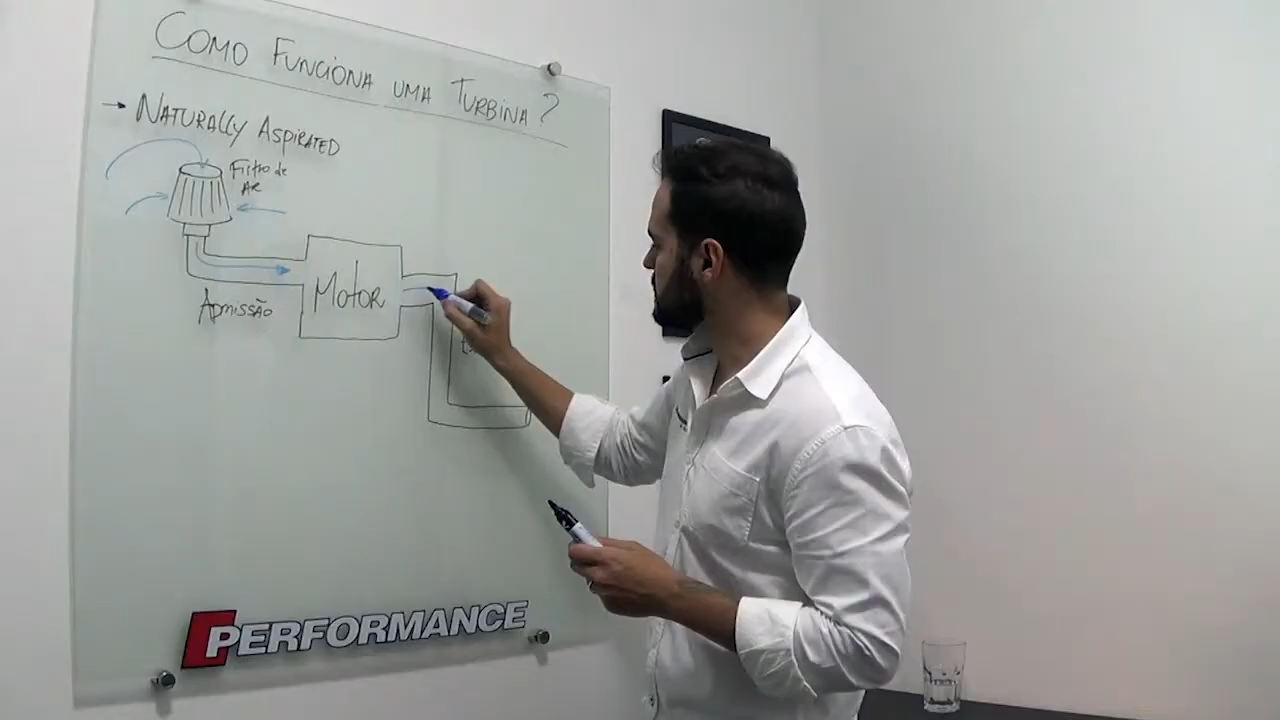 COMO FUNCIONA UMA TURBINA?
→ NATURALLY ASPIRATED
Filtro de
AR
Motor
ADMISSÃO
PERFORMANCE